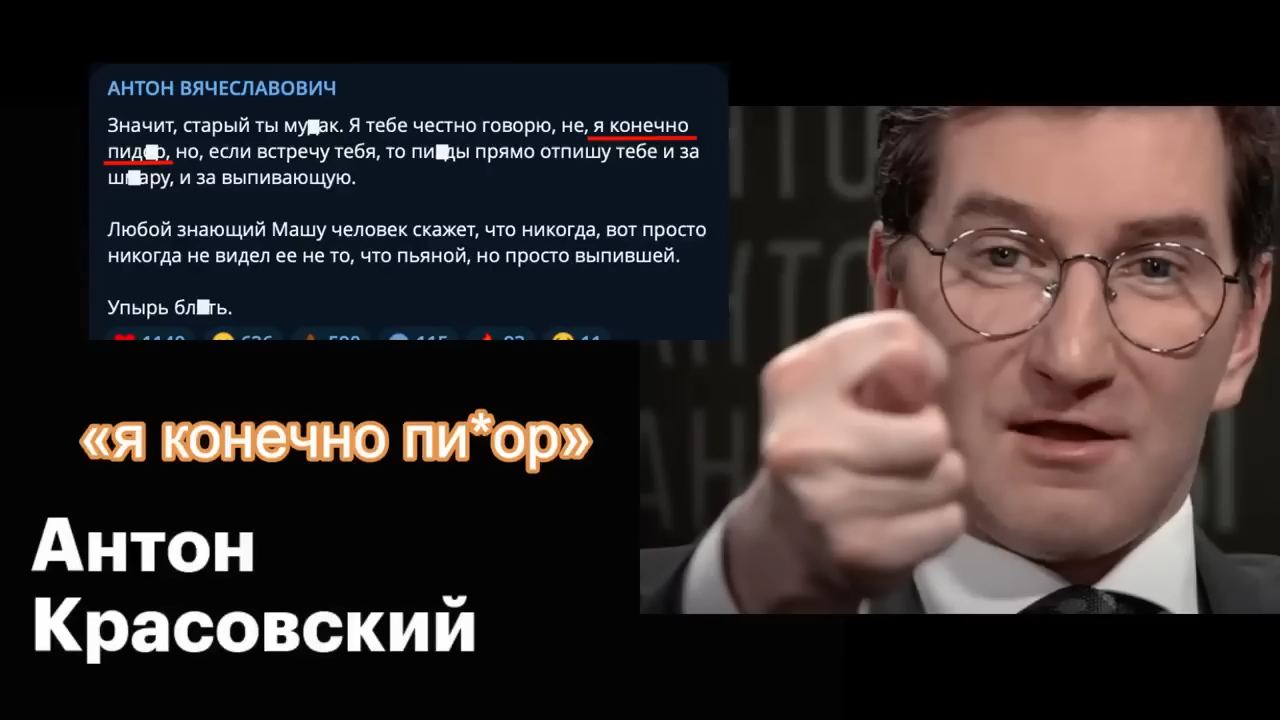 АНТОН ВЯЧЕСЛАВОВИЧ
Значит, старый ты му■ак. Я тебе честно говорю, не, я конечно
пид■р, но, если встречу тебя, то пи■ды прямо отпишу тебе и за
ш■ару, и за выпивающую.
Любой знающий Машу человек скажет, что никогда, вот просто
никогда не видел ее не то, что пьяной, но просто выпившей.
Упырь бл■ть.
«я конечно пи*ор»
Антон
Красовский